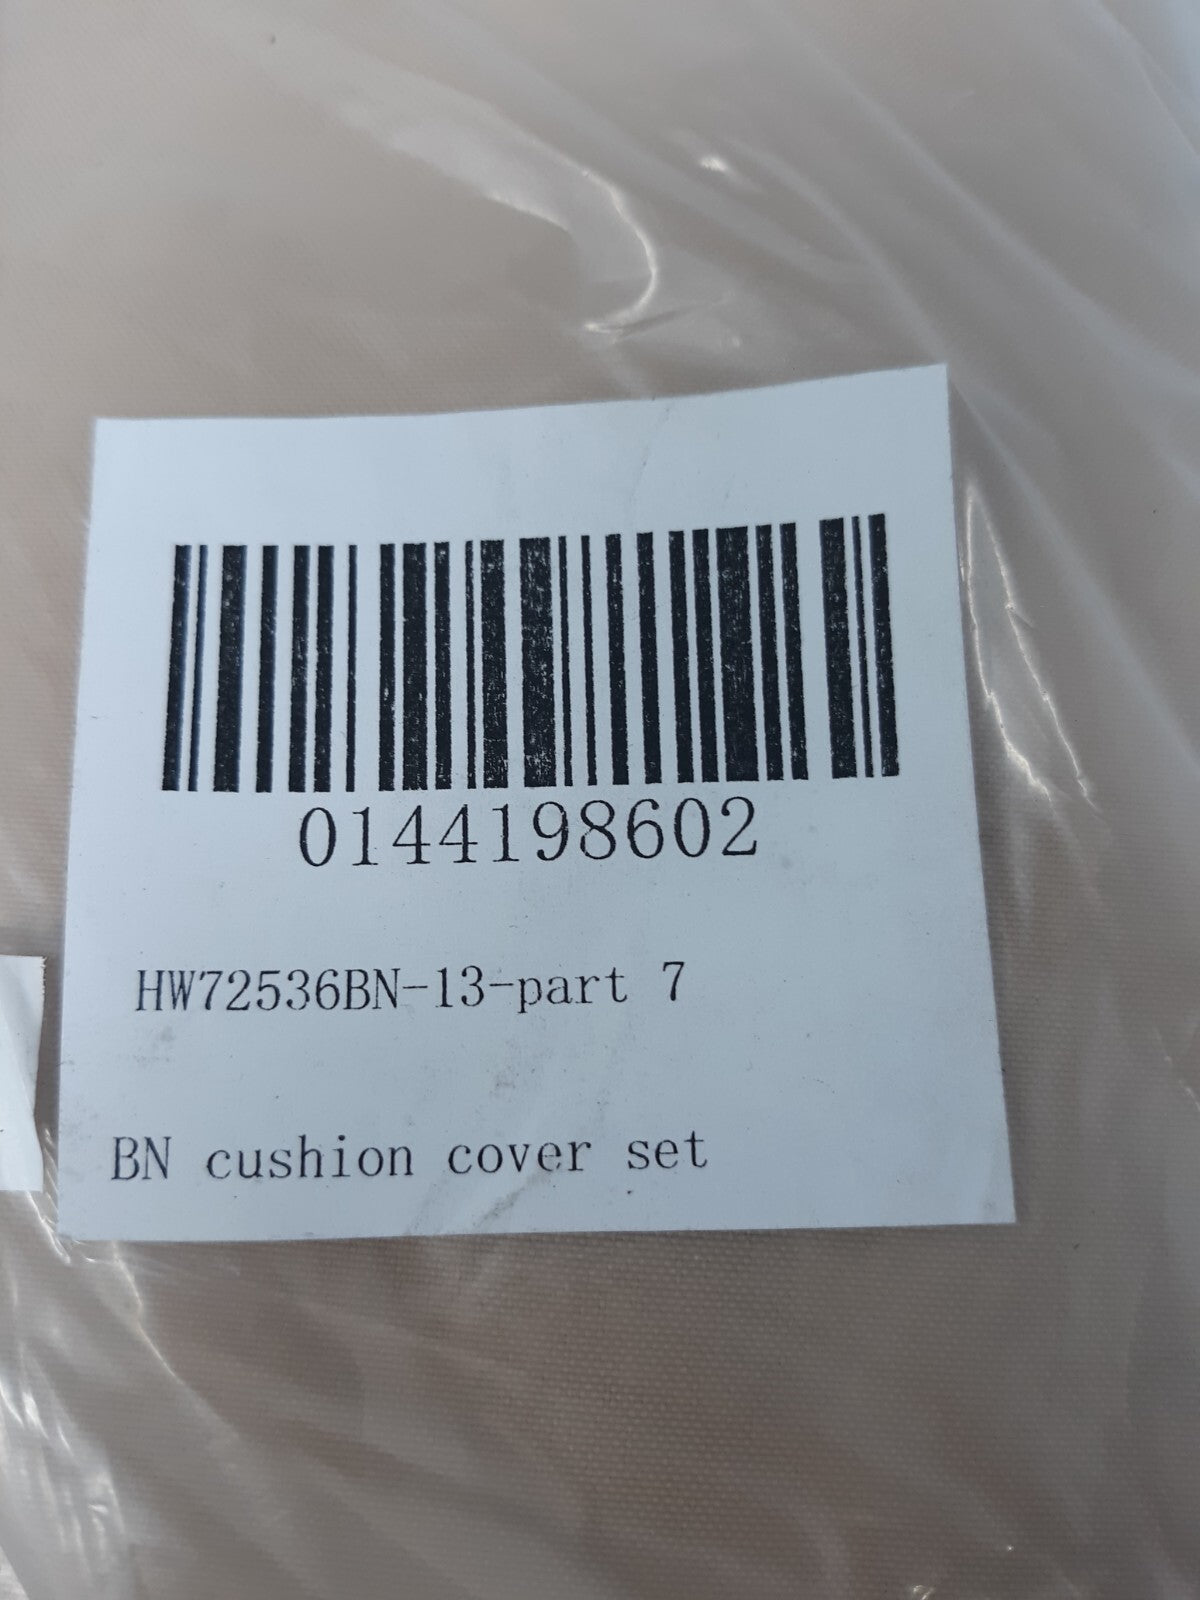 0144198602
HW72536BN-13-part 7
BN cushion cover set